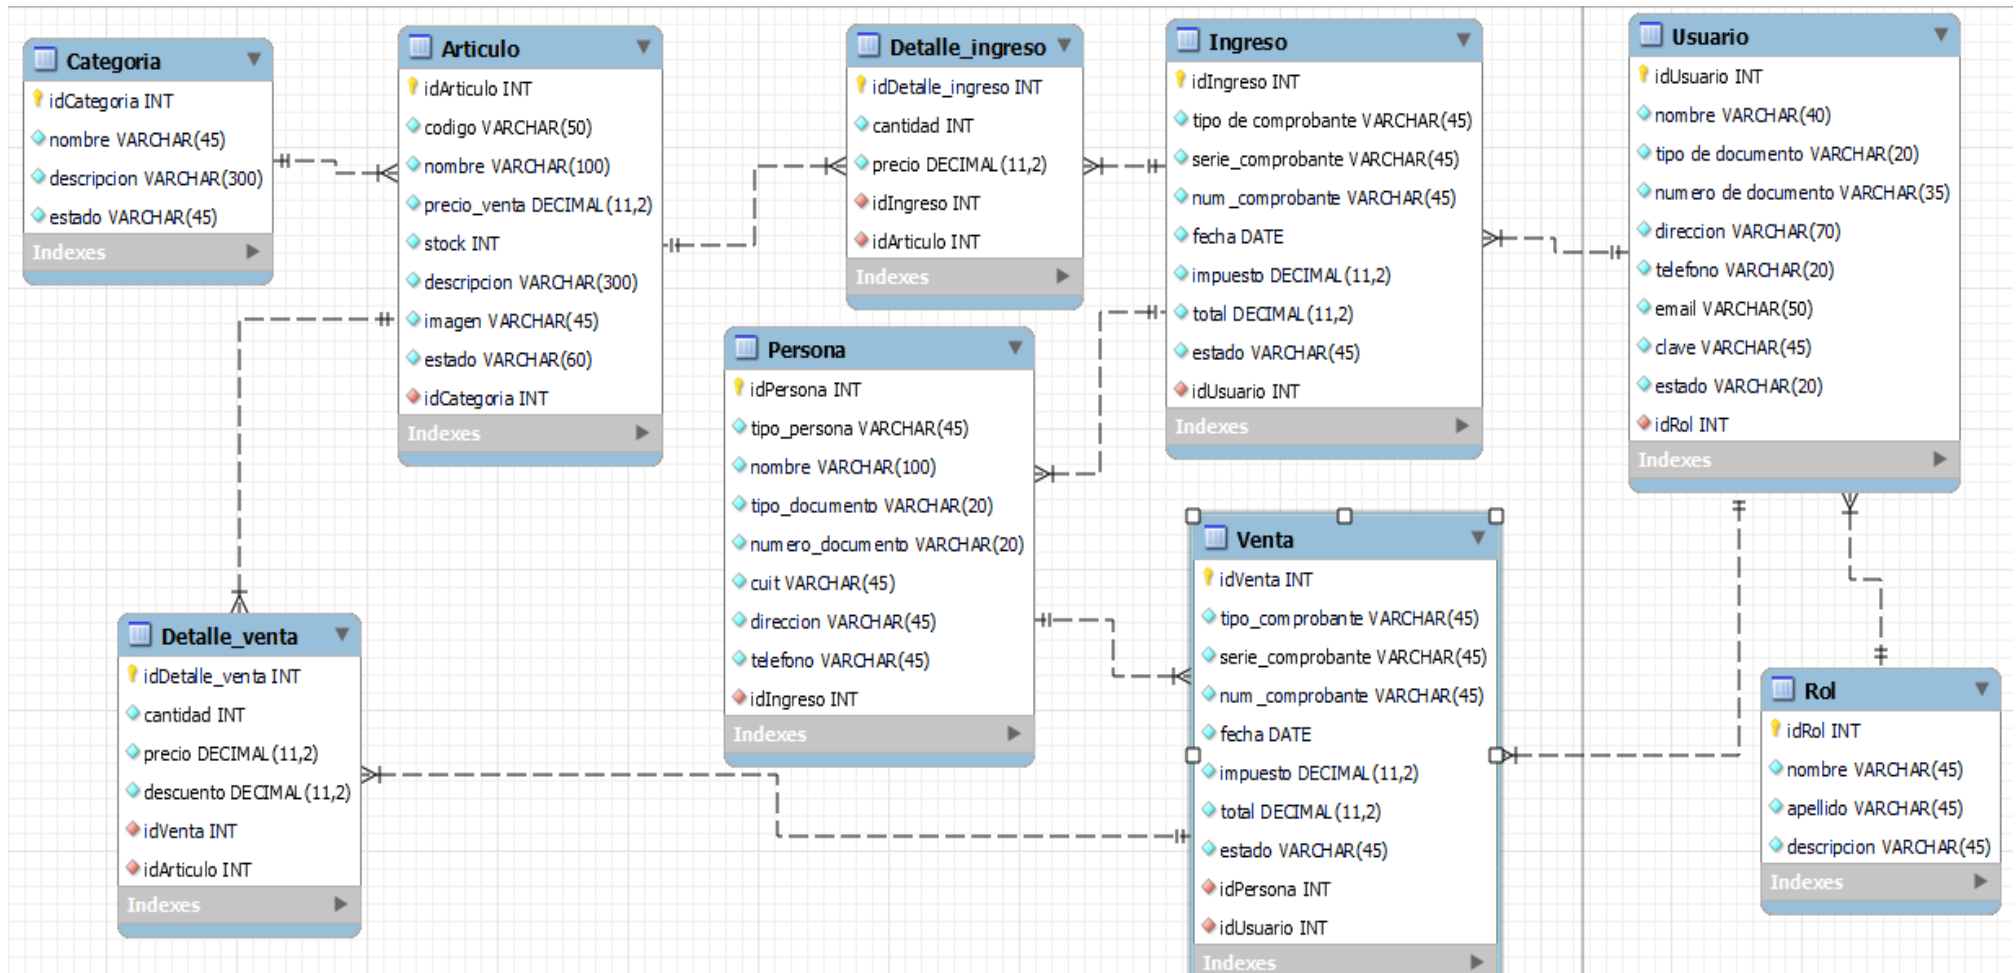 Categoria
idCategoria INT
nombre VARCHAR(45)
descripcion VARCHAR(300)
estado VARCHAR(45)
Indexes
Articulo
idArticulo INT
codigo VARCHAR(50)
nombre VARCHAR(100)
precio_venta DECIMAL(11,2)
stock INT
descripcion VARCHAR(300)
imagen VARCHAR(45)
estado VARCHAR(60)
idCategoria INT
Indexes
Detalle_ingreso
idDetalle_ingreso INT
cantidad INT
precio DECIMAL(11,2)
idIngreso INT
idArticulo INT
Indexes
Ingreso
idIngreso INT
tipo de comprobante VARCHAR(45)
serie_comprobante VARCHAR(45)
num_comprobante VARCHAR(45)
fecha DATE
impuesto DECIMAL(11,2)
total DECIMAL(11,2)
estado VARCHAR(45)
idUsuario INT
Indexes
Usuario
idUsuario INT
nombre VARCHAR(40)
tipo de documento VARCHAR(20)
numero de documento VARCHAR(35)
direccion VARCHAR(70)
telefono VARCHAR(20)
email VARCHAR(50)
clave VARCHAR(45)
estado VARCHAR(20)
idRol INT
Indexes
Persona
idPersona INT
tipo_persona VARCHAR(45)
nombre VARCHAR(100)
tipo_documento VARCHAR(20)
numero_documento VARCHAR(20)
cuit VARCHAR(45)
direccion VARCHAR(45)
telefono VARCHAR(45)
idIngreso INT
Indexes
Detalle_venta
idDetalle_venta INT
cantidad INT
precio DECIMAL(11,2)
descuento DECIMAL(11,2)
idVenta INT
idArticulo INT
Indexes
Venta
idVenta INT
tipo_comprobante VARCHAR(45)
serie_comprobante VARCHAR(45)
num_comprobante VARCHAR(45)
fecha DATE
impuesto DECIMAL(11,2)
total DECIMAL(11,2)
estado VARCHAR(45)
idPersona INT
idUsuario INT
Indexes
Rol
idRol INT
nombre VARCHAR(45)
apellido VARCHAR(45)
descripcion VARCHAR(45)
Indexes